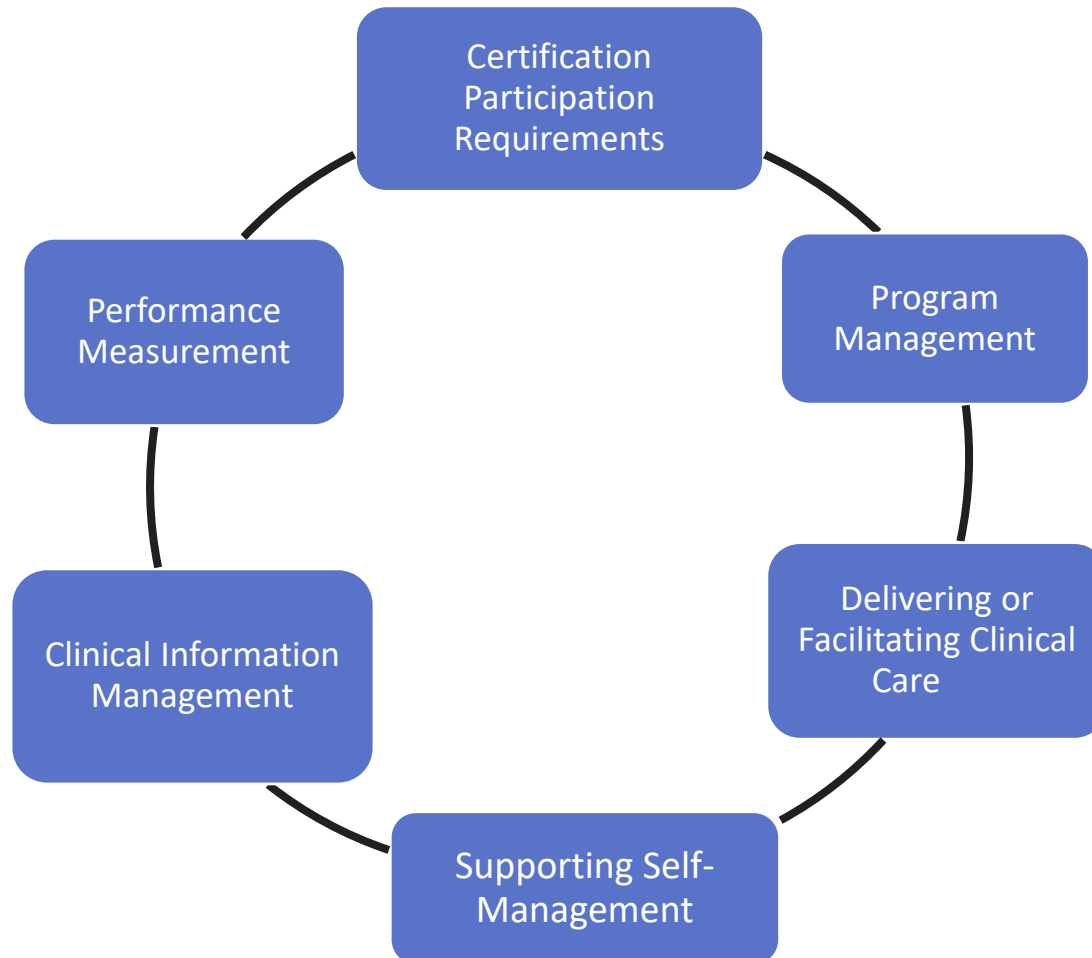 Certification
Participation
Requirements
Program
Management
Delivering or
Facilitating Clinical
Care
Supporting Self-
Management
Clinical Information
Management
Performance
Measurement